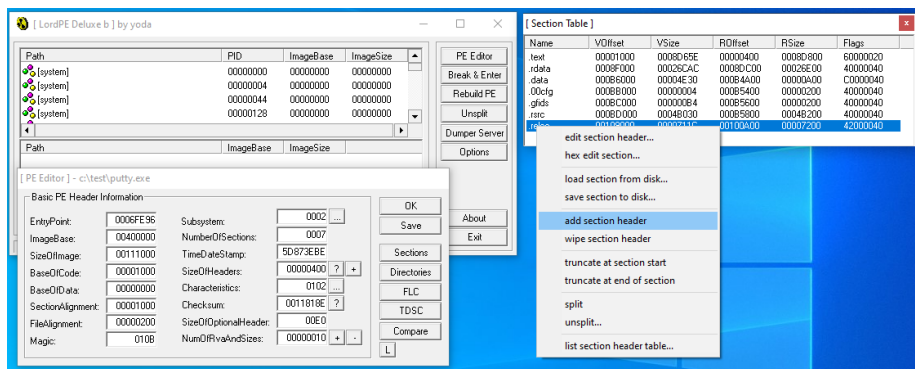 [ LordPE Deluxe b ] by yoda
Path PID ImageBase ImageSize
[system] 00000000 00000000 00000000
[system] 00000004 00000000 00000000
[system] 00000044 00000000 00000000
[system] 00000128 00000000 00000000
Path ImageBase ImageSize
PE Editor
Break & Enter
Rebuild PE
Unsplit
Dumper Server
Options
About
Exit
[ PE Editor ] - c:\test\putty.exe
Basic PE Header Information
EntryPoint: 0006FE96
ImageBase: 00400000
SizeOfImage: 00111000
BaseOfCode: 00001000
BaseOfData: 00000000
SectionAlignment: 00001000
FileAlignment: 00000200
Magic: 010B
Subsystem: 0002 ...
NumberOfSections: 0007
TimeDateStamp: 5D873EBE
SizeOfHeaders: 00000400 ? +
Characteristics: 0102 ...
Checksum: 0011818E ?
SizeOfOptionalHeader: 00E0
NumOfRvaAndSizes: 00000010 + -
OK
Save
Sections
Directories
FLC
TDSC
Compare
L
[ Section Table ]
Name VOffset VSize ROffset RSize Flags
.text 00001000 0008D65E 00000400 0008D800 60000020
.rdata 0008F000 00026CAC 0008DC00 00026E00 40000040
.data 000B6000 00004E30 000B4A00 00000A00 C0000040
.00cfg 000BB000 00000004 000B5400 00000200 40000040
.gfids 000BC000 000000B4 000B5600 00000200 40000040
.rsrc 000BD000 0004B030 000B5800 0004B200 40000040
.reloc 00109000 0000711C 00100A00 00007200 42000040
edit section header...
hex edit section...
load section from disk...
save section to disk...
add section header
wipe section header
truncate at section start
truncate at end of section
split
unsplit...
list section header table...